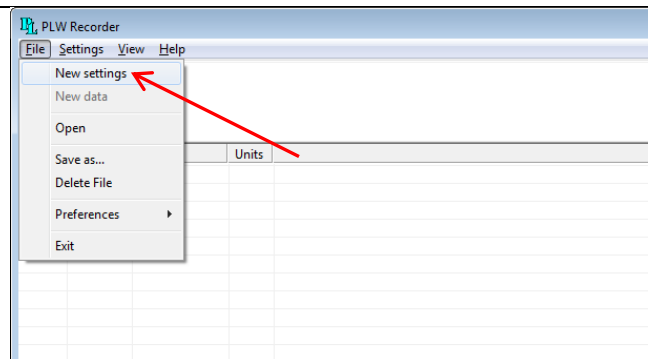 PLW Recorder
File Settings View Help
New settings
New data
Open
Save as...
Units
Delete File
Preferences
Exit